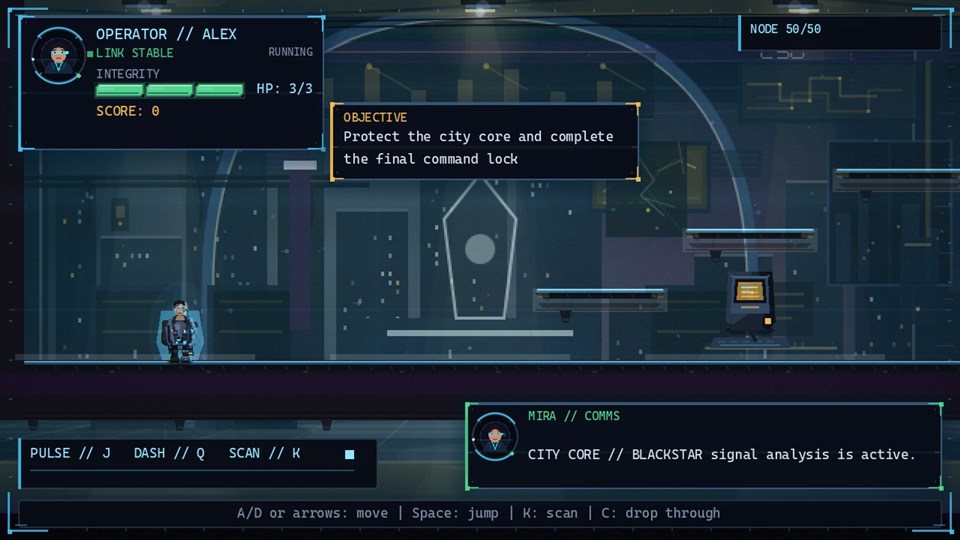 OPERATOR // ALEX
LINK STABLE
RUNNING
INTEGRITY
HP: 3/3
SCORE: 0
NODE 50/50
OBJECTIVE
Protect the city core and complete
the final command lock
MIRA // COMMS
CITY CORE // BLACKSTAR signal analysis is active.
PULSE // J DASH // Q SCAN // K
A/D or arrows: move | Space: jump | K: scan | C: drop through